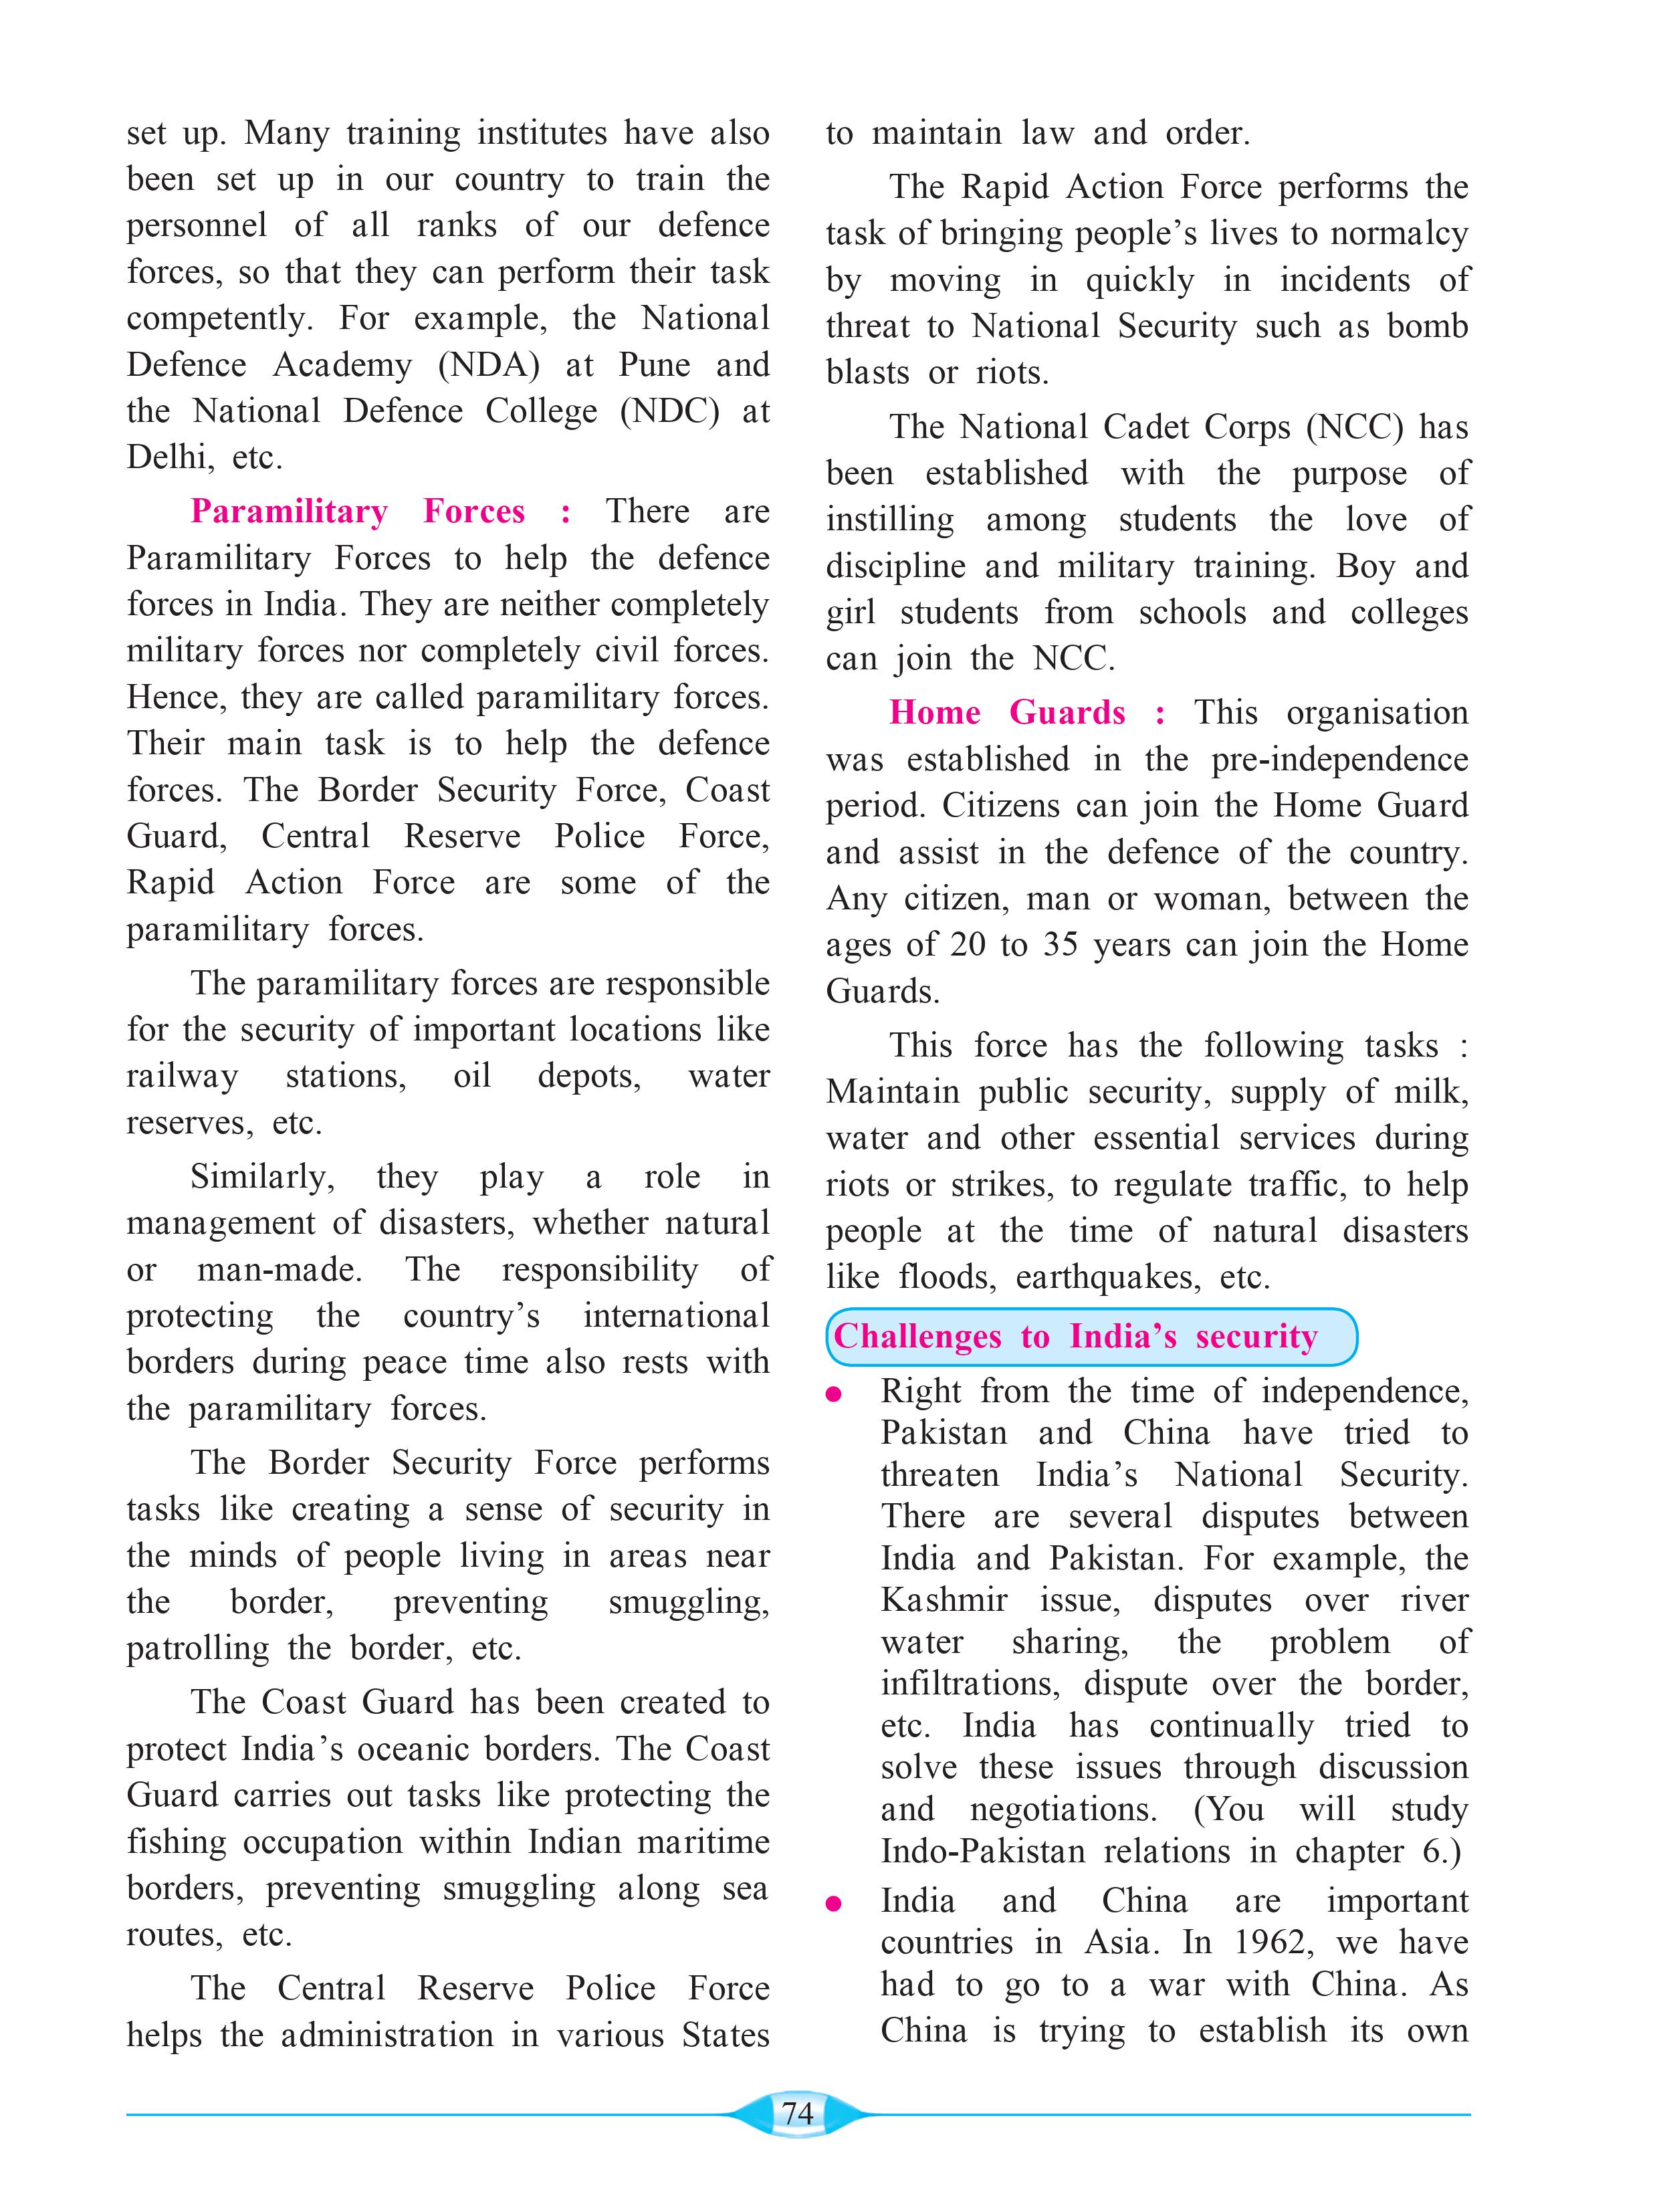 set up. Many training institutes have also
been set up in our country to train the
personnel of all ranks of our defence
forces, so that they can perform their task
competently. For example, the National
Defence Academy (NDA) at Pune and
the National Defence College (NDC) at
Delhi, etc.
Paramilitary Forces : There are
Paramilitary Forces to help the defence
forces in India. They are neither completely
military forces nor completely civil forces.
Hence, they are called paramilitary forces.
Their main task is to help the defence
forces. The Border Security Force, Coast
Guard, Central Reserve Police Force,
Rapid Action Force are some of the
paramilitary forces.
The paramilitary forces are responsible
for the security of important locations like
railway stations, oil depots, water
reserves, etc.
Similarly, they play a role in
management of disasters, whether natural
or man-made. The responsibility of
protecting the country’s international
borders during peace time also rests with
the paramilitary forces.
The Border Security Force performs
tasks like creating a sense of security in
the minds of people living in areas near
the border, preventing smuggling,
patrolling the border, etc.
The Coast Guard has been created to
protect India’s oceanic borders. The Coast
Guard carries out tasks like protecting the
fishing occupation within Indian maritime
borders, preventing smuggling along sea
routes, etc.
The Central Reserve Police Force
helps the administration in various States
to maintain law and order.
The Rapid Action Force performs the
task of bringing people’s lives to normalcy
by moving in quickly in incidents of
threat to National Security such as bomb
blasts or riots.
The National Cadet Corps (NCC) has
been established with the purpose of
instilling among students the love of
discipline and military training. Boy and
girl students from schools and colleges
can join the NCC.
Home Guards : This organisation
was established in the pre-independence
period. Citizens can join the Home Guard
and assist in the defence of the country.
Any citizen, man or woman, between the
ages of 20 to 35 years can join the Home
Guards.
This force has the following tasks :
Maintain public security, supply of milk,
water and other essential services during
riots or strikes, to regulate traffic, to help
people at the time of natural disasters
like floods, earthquakes, etc.
Challenges to India’s security
● Right from the time of independence,
Pakistan and China have tried to
threaten India’s National Security.
There are several disputes between
India and Pakistan. For example, the
Kashmir issue, disputes over river
water sharing, the problem of
infiltrations, dispute over the border,
etc. India has continually tried to
solve these issues through discussion
and negotiations. (You will study
Indo-Pakistan relations in chapter 6.)
● India and China are important
countries in Asia. In 1962, we have
had to go to a war with China. As
China is trying to establish its own
74